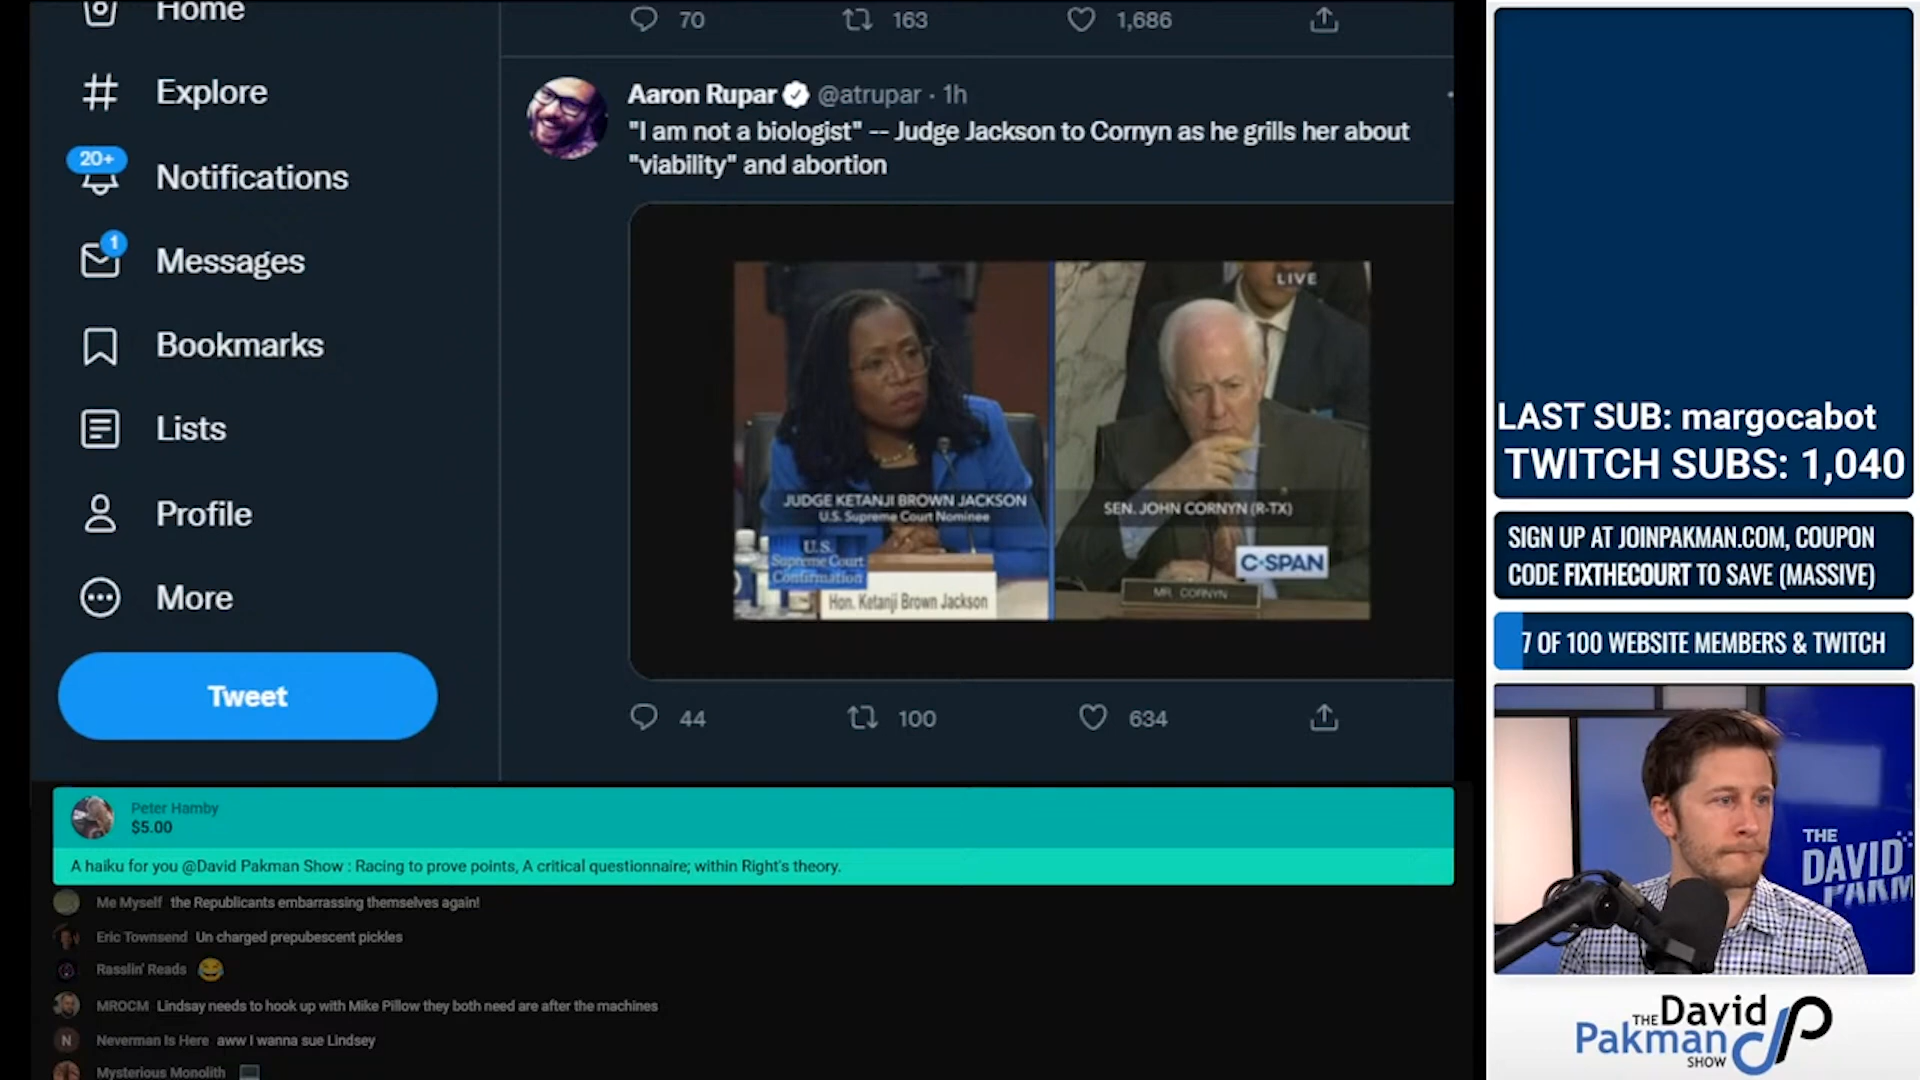 Home
Explore
20+
Notifications
1
Messages
Bookmarks
Lists
Profile
More
Tweet
70 163 1,686
Aaron Rupar @atrupar · 1h
"I am not a biologist" -- Judge Jackson to Cornyn as he grills her about
"viability" and abortion
LIVE
JUDGE KETANJI BROWN JACKSON
U.S. Supreme Court Nominee
U.S.
Supreme Court
Confirmation
Hon. Ketanji Brown Jackson
SEN. JOHN CORNYN (R-TX)
C-SPAN
MR. CORNYN
44 100 634
Peter Hamby
$5.00
A haiku for you @David Pakman Show : Racing to prove points, A critical questionnaire; within Right's theory.
Me Myself the Republicants embarrassing themselves again!
Eric Townsend Un charged prepubescent pickles
Rasslin' Reads 😂
MROCM Lindsay needs to hook up with Mike Pillow they both need are after the machines
N Neverman Is Here aww I wanna sue Lindsey
Mysterious Monolith
LAST SUB: margocabot
TWITCH SUBS: 1,040
SIGN UP AT JOINPAKMAN.COM, COUPON
CODE FIXTHECOURT TO SAVE (MASSIVE)
7 OF 100 WEBSITE MEMBERS & TWITCH
THE
DAVID
PAKM
THE David
Pakman
SHOW